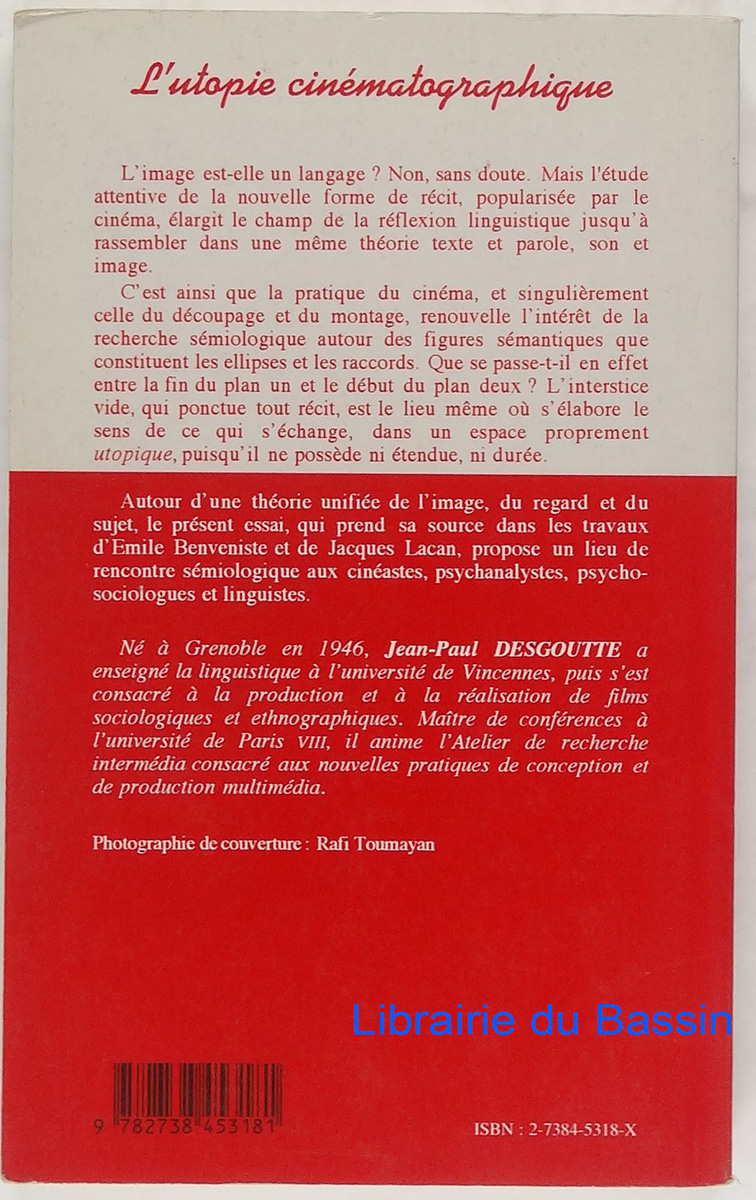 L'utopie cinématographique
L'image est-elle un langage ? Non, sans doute. Mais l'étude
attentive de la nouvelle forme de récit, popularisée par le
cinéma, élargit le champ de la réflexion linguistique jusqu'à
rassembler dans une même théorie texte et parole, son et
image.
C'est ainsi que la pratique du cinéma, et singulièrement
celle du découpage et du montage, renouvelle l'intérêt de la
recherche sémiologique autour des figures sémantiques que
constituent les ellipses et les raccords. Que se passe-t-il en effet
entre la fin du plan un et le début du plan deux ? L'interstice
vide, qui ponctue tout récit, est le lieu même où s'élabore le
sens de ce qui s'échange, dans un espace proprement
utopique, puisqu'il ne possède ni étendue, ni durée.
Autour d'une théorie unifiée de l'image, du regard et du
sujet, le présent essai, qui prend sa source dans les travaux
d'Emile Benveniste et de Jacques Lacan, propose un lieu de
rencontre sémiologique aux cinéastes, psychanalystes, psycho-
sociologues et linguistes.
Né à Grenoble en 1946, Jean-Paul DESGOUTTE a
enseigné la linguistique à l'université de Vincennes, puis s'est
consacré à la production et à la réalisation de films
sociologiques et ethnographiques. Maître de conférences à
l'université de Paris VIII, il anime l'Atelier de recherche
intermédia consacré aux nouvelles pratiques de conception et
de production multimédia.
Photographie de couverture : Rafi Toumayan
Librairie du Bassin
9 782738 453181
ISBN : 2-7384-5318-X